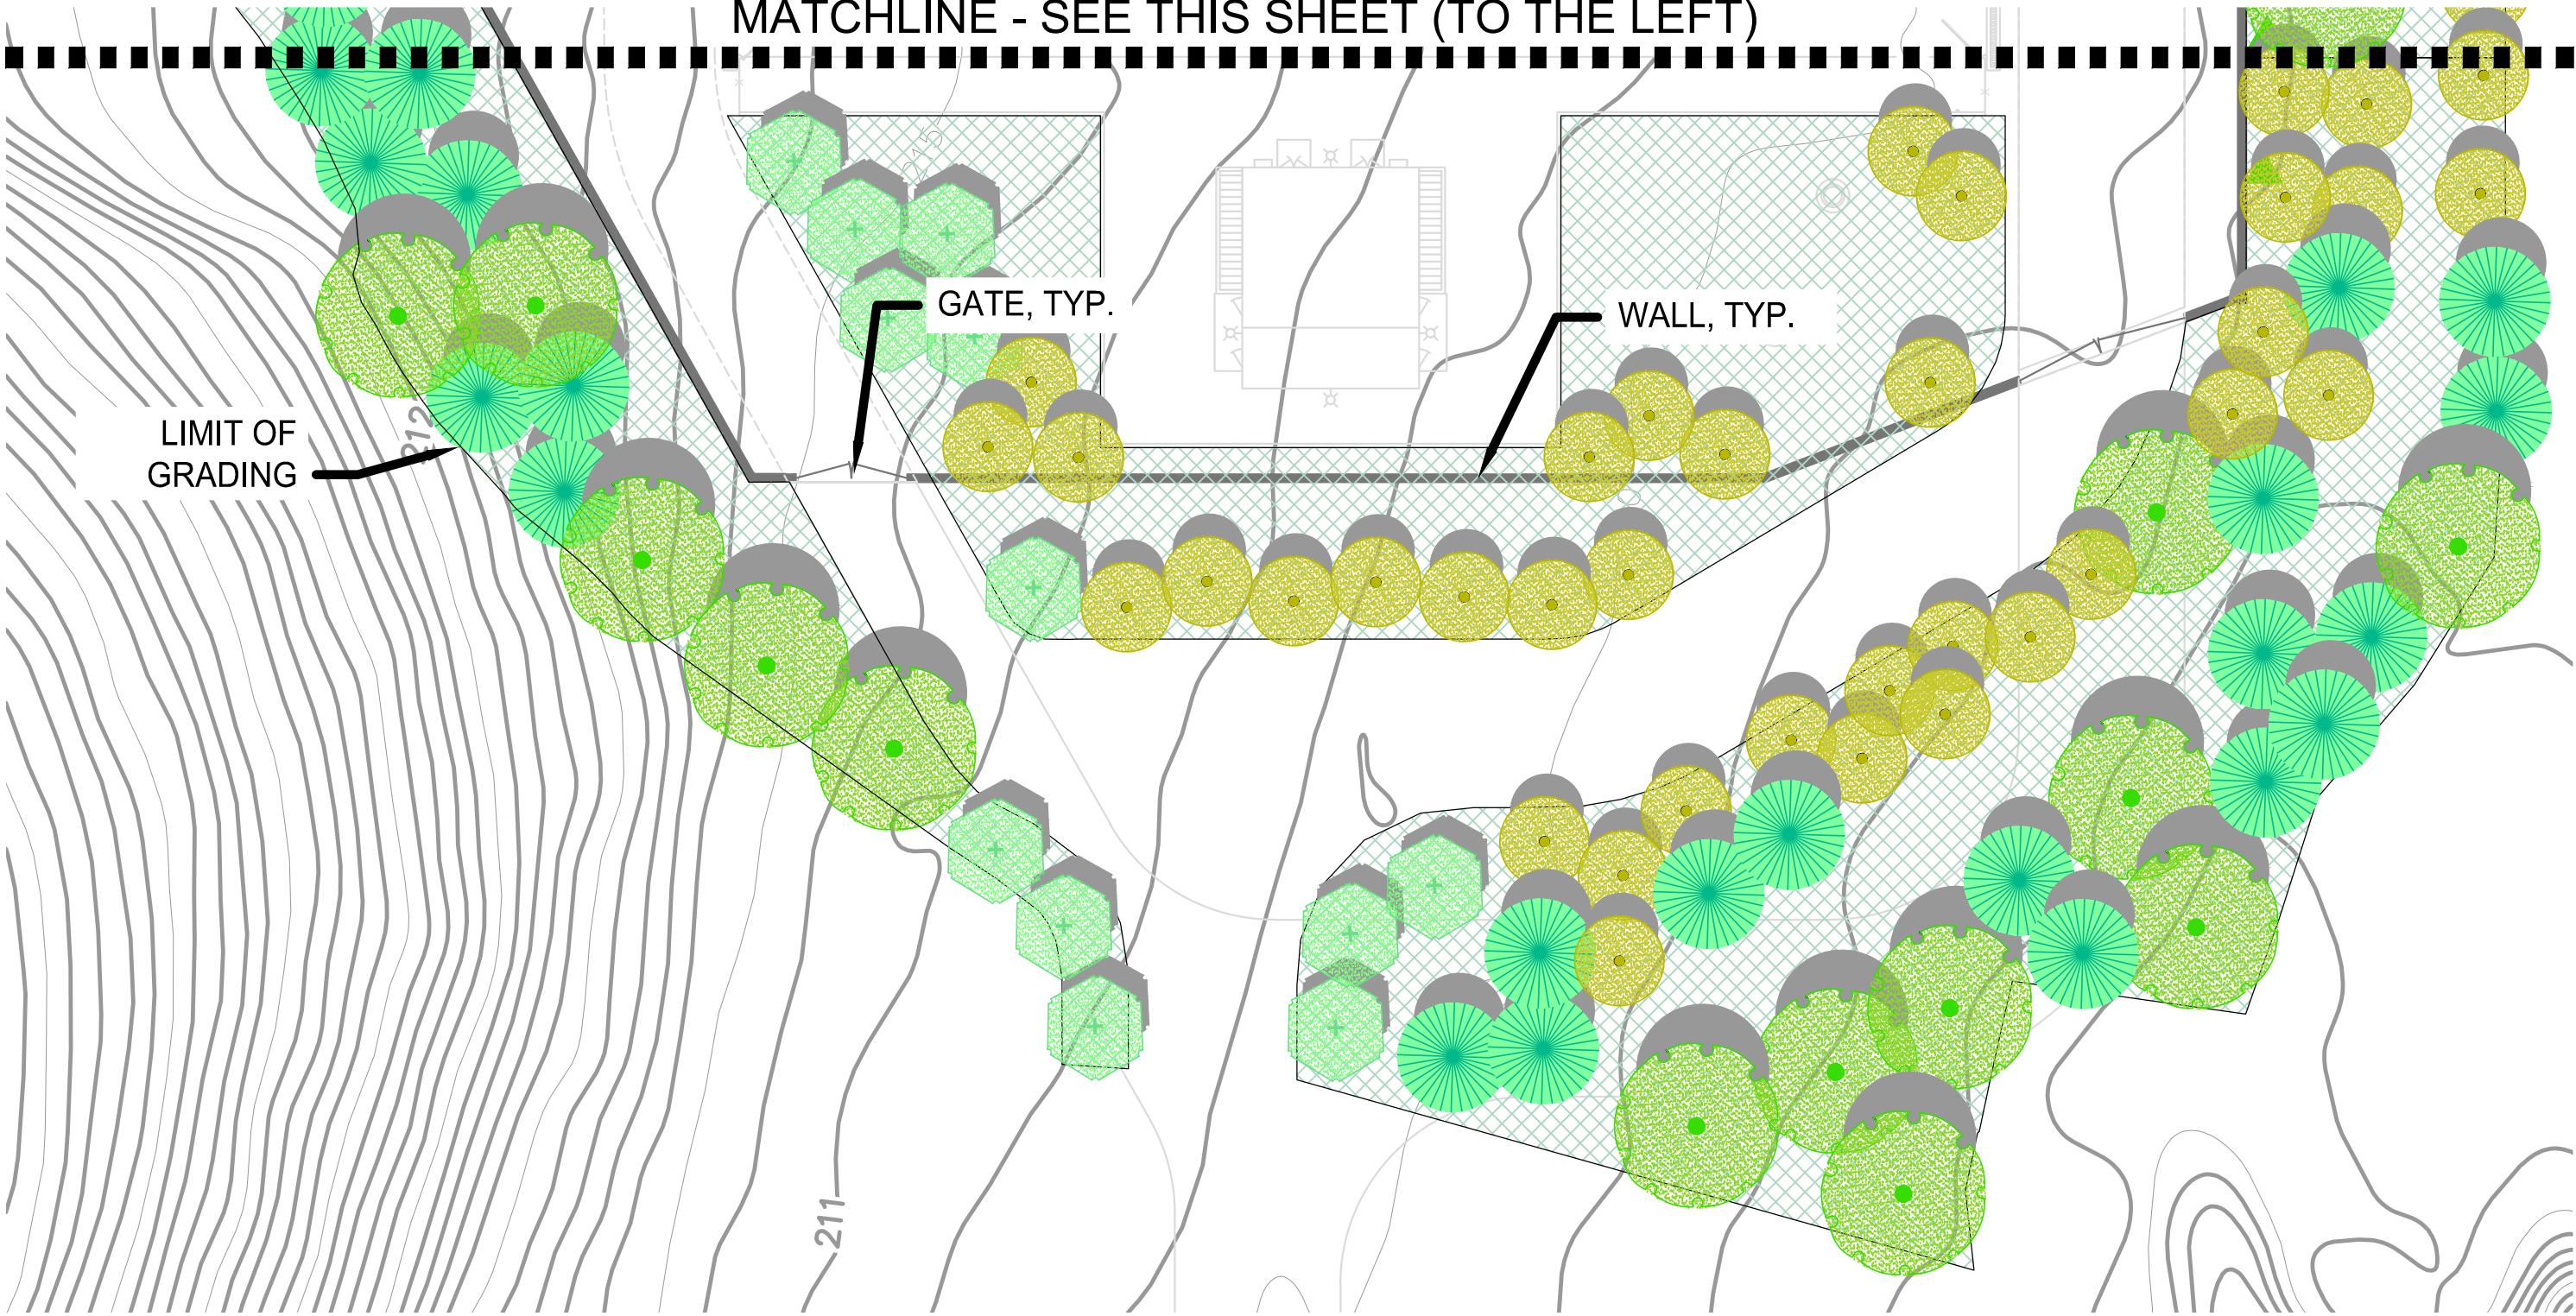 MATCHLINE - SEE THIS SHEET (TO THE LEFT)
GATE, TYP.
WALL, TYP.
LIMIT OF
GRADING
212
211